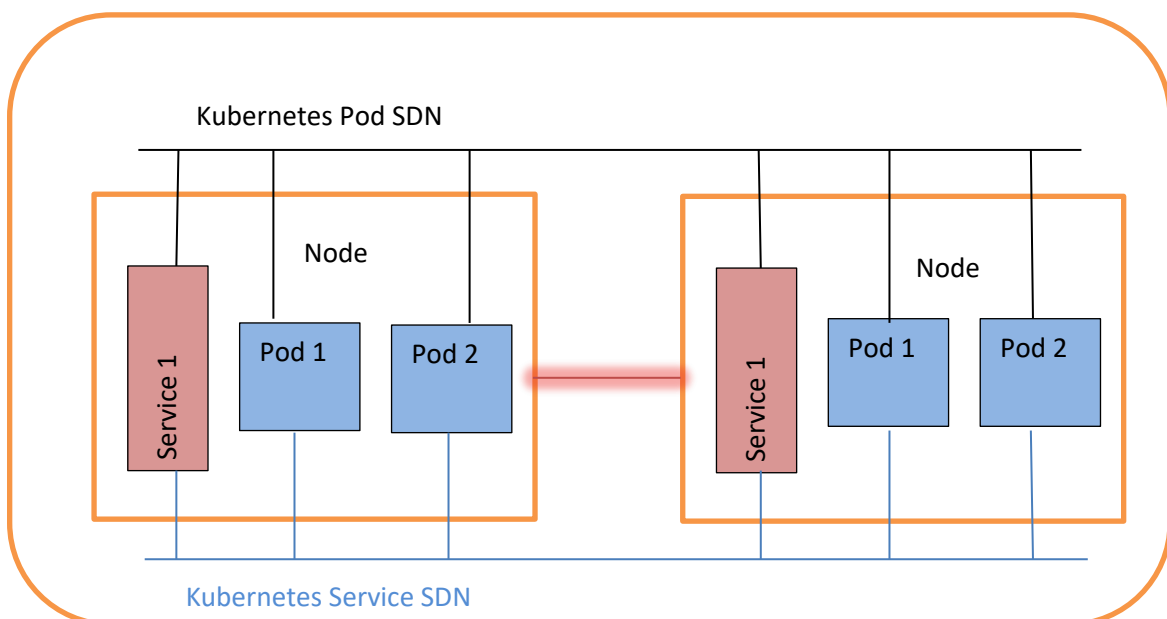 Kubernetes Pod SDN
Node
Service 1
Pod 1
Pod 2
Node
Service 1
Pod 1
Pod 2
Kubernetes Service SDN